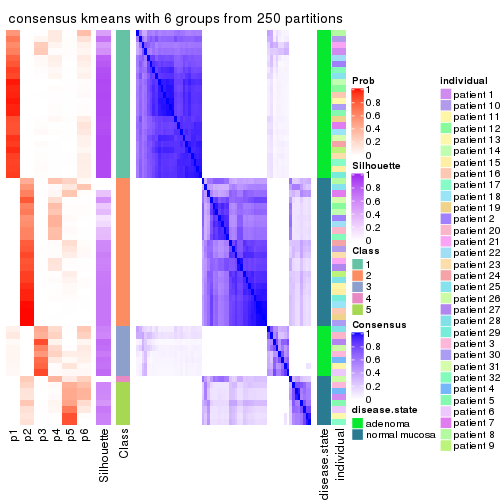 consensus kmeans with 6 groups from 250 partitions
p1
p2
p3
p4
p5
p6
Silhouette
Class
disease.state
individual
Prob
1
0.8
0.6
0.4
0.2
0
Silhouette
1
0.8
0.6
0.4
0.2
0
Class
1
2
3
4
5
Consensus
1
0.8
0.6
0.4
0.2
0
disease.state
adenoma
normal mucosa
individual
patient 1
patient 10
patient 11
patient 12
patient 13
patient 14
patient 15
patient 16
patient 17
patient 18
patient 19
patient 2
patient 20
patient 21
patient 22
patient 23
patient 24
patient 25
patient 26
patient 27
patient 28
patient 29
patient 3
patient 30
patient 31
patient 32
patient 4
patient 5
patient 6
patient 7
patient 8
patient 9